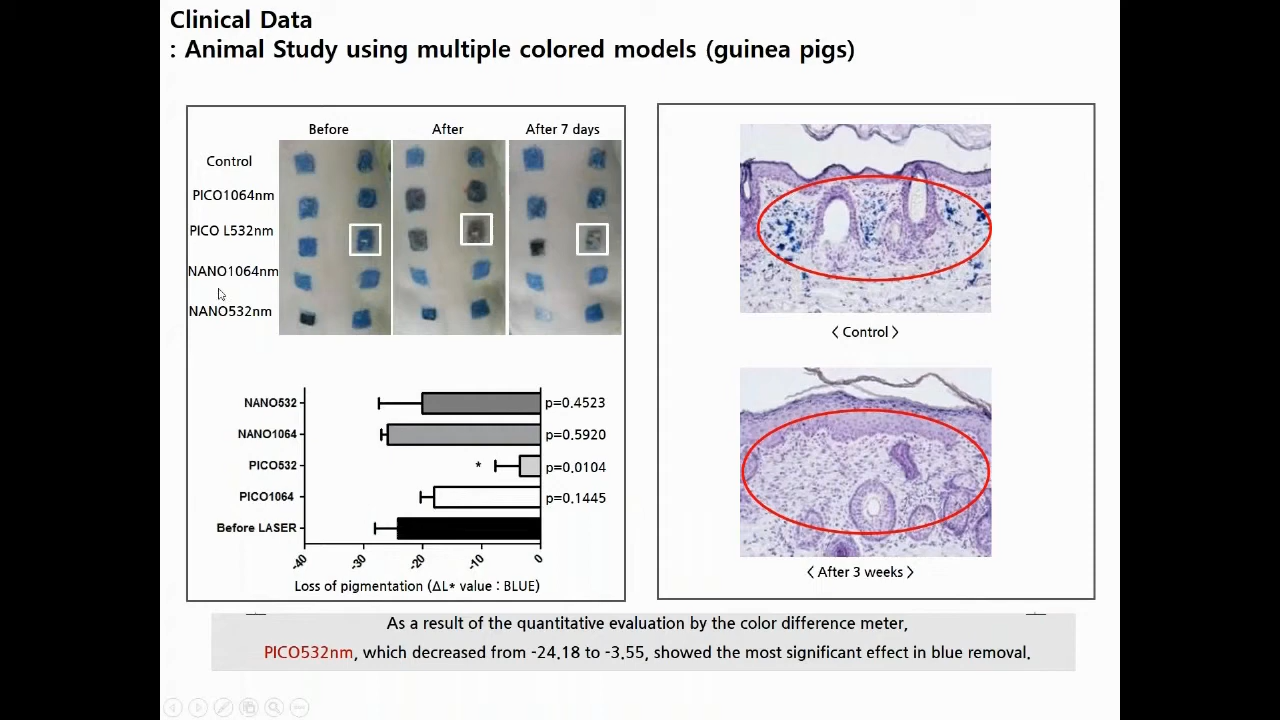 Clinical Data
: Animal Study using multiple colored models (guinea pigs)
Before After After 7 days
Control
PICO1064nm
PICO L532nm
NANO1064nm
NANO532nm
NANO532 p=0.4523
NANO1064 p=0.5920
PICO532 * p=0.0104
PICO1064 p=0.1445
Before LASER
-40 -30 -20 -10 0
Loss of pigmentation (ΔL* value : BLUE)
< Control >
< After 3 weeks >
As a result of the quantitative evaluation by the color difference meter,
PICO532nm, which decreased from -24.18 to -3.55, showed the most significant effect in blue removal.